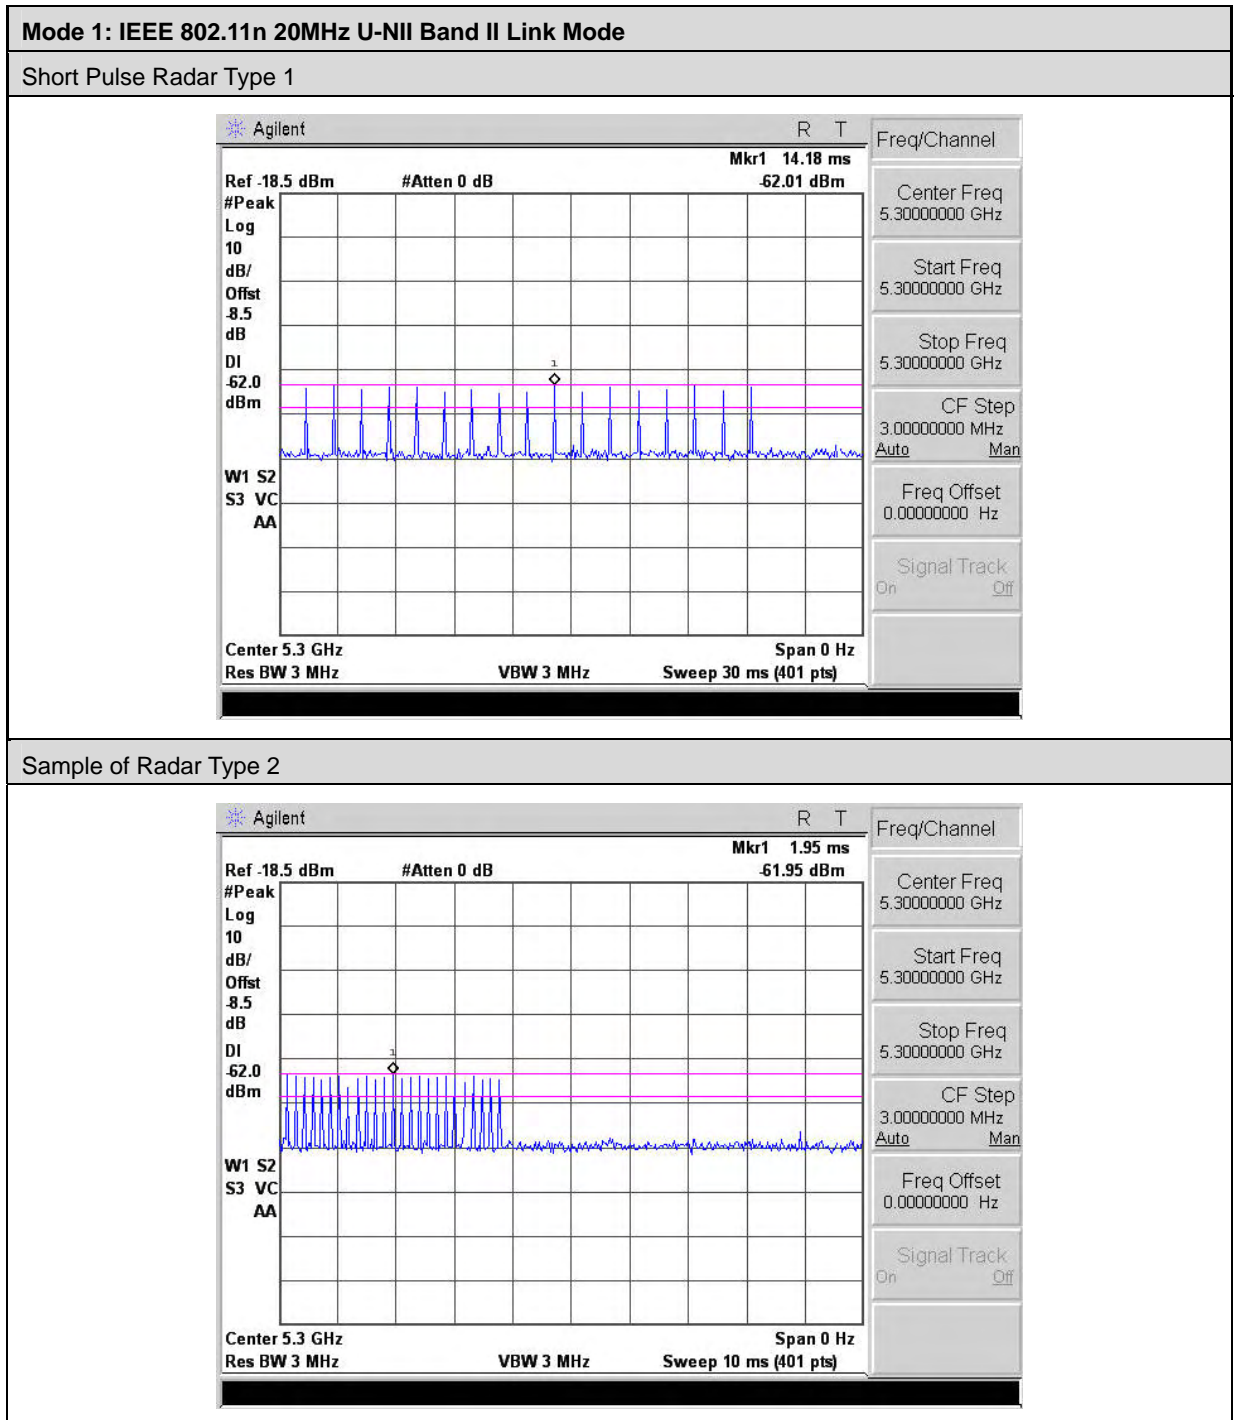 Mode 1: IEEE 802.11n 20MHz U-NII Band II Link Mode
Short Pulse Radar Type 1
Agilent R T
Mkr1 14.18 ms
Ref -18.5 dBm #Atten 0 dB -62.01 dBm
#Peak
Log
10
dB/
Offst
-8.5
dB
DI
-62.0
dBm
1
W1 S2
S3 VC
AA
Center 5.3 GHz Span 0 Hz
Res BW 3 MHz VBW 3 MHz Sweep 30 ms (401 pts)
Freq/Channel
Center Freq
5.30000000 GHz
Start Freq
5.30000000 GHz
Stop Freq
5.30000000 GHz
CF Step
3.00000000 MHz
Auto Man
Freq Offset
0.00000000 Hz
Signal Track
On Off
Sample of Radar Type 2
Agilent R T
Mkr1 1.95 ms
Ref -18.5 dBm #Atten 0 dB -61.95 dBm
#Peak
Log
10
dB/
Offst
-8.5
dB
DI
-62.0
dBm
1
W1 S2
S3 VC
AA
Center 5.3 GHz Span 0 Hz
Res BW 3 MHz VBW 3 MHz Sweep 10 ms (401 pts)
Freq/Channel
Center Freq
5.30000000 GHz
Start Freq
5.30000000 GHz
Stop Freq
5.30000000 GHz
CF Step
3.00000000 MHz
Auto Man
Freq Offset
0.00000000 Hz
Signal Track
On Off